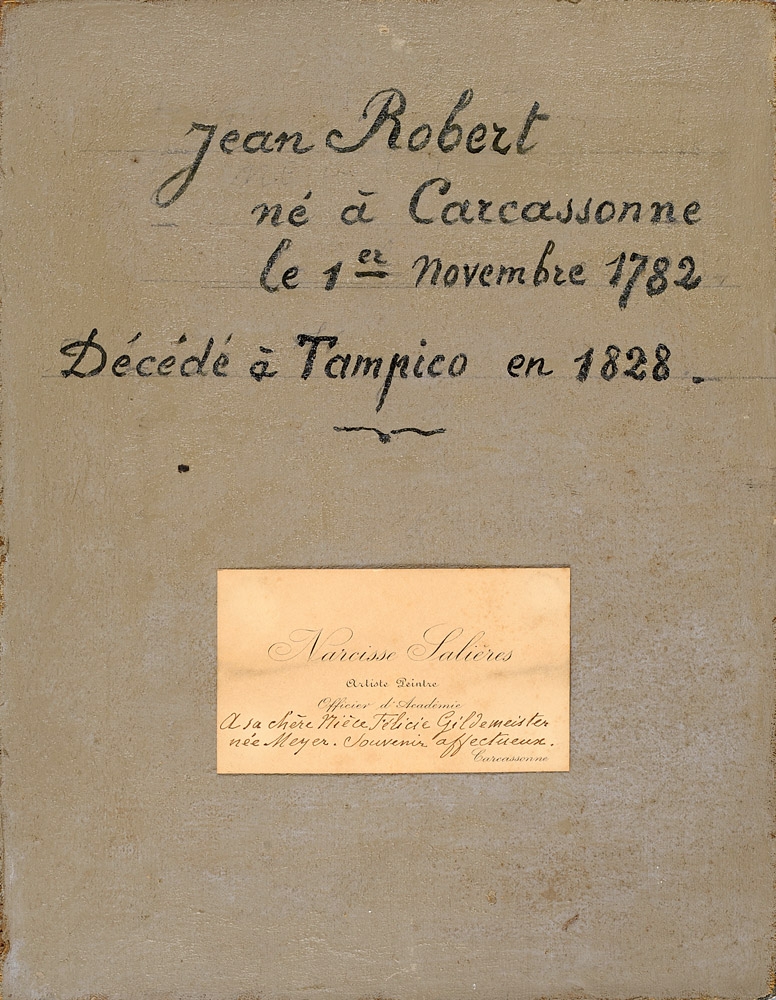 Jean Robert
né à Carcassonne
le 1er Novembre 1782
Décédé à Tampico en 1828.
Narcisse Salières
Artiste Peintre
Officier d'Académie
A sa chère Nièce Félicie Gildemeister
née Meyer. Souvenir affectueux.
Carcassonne